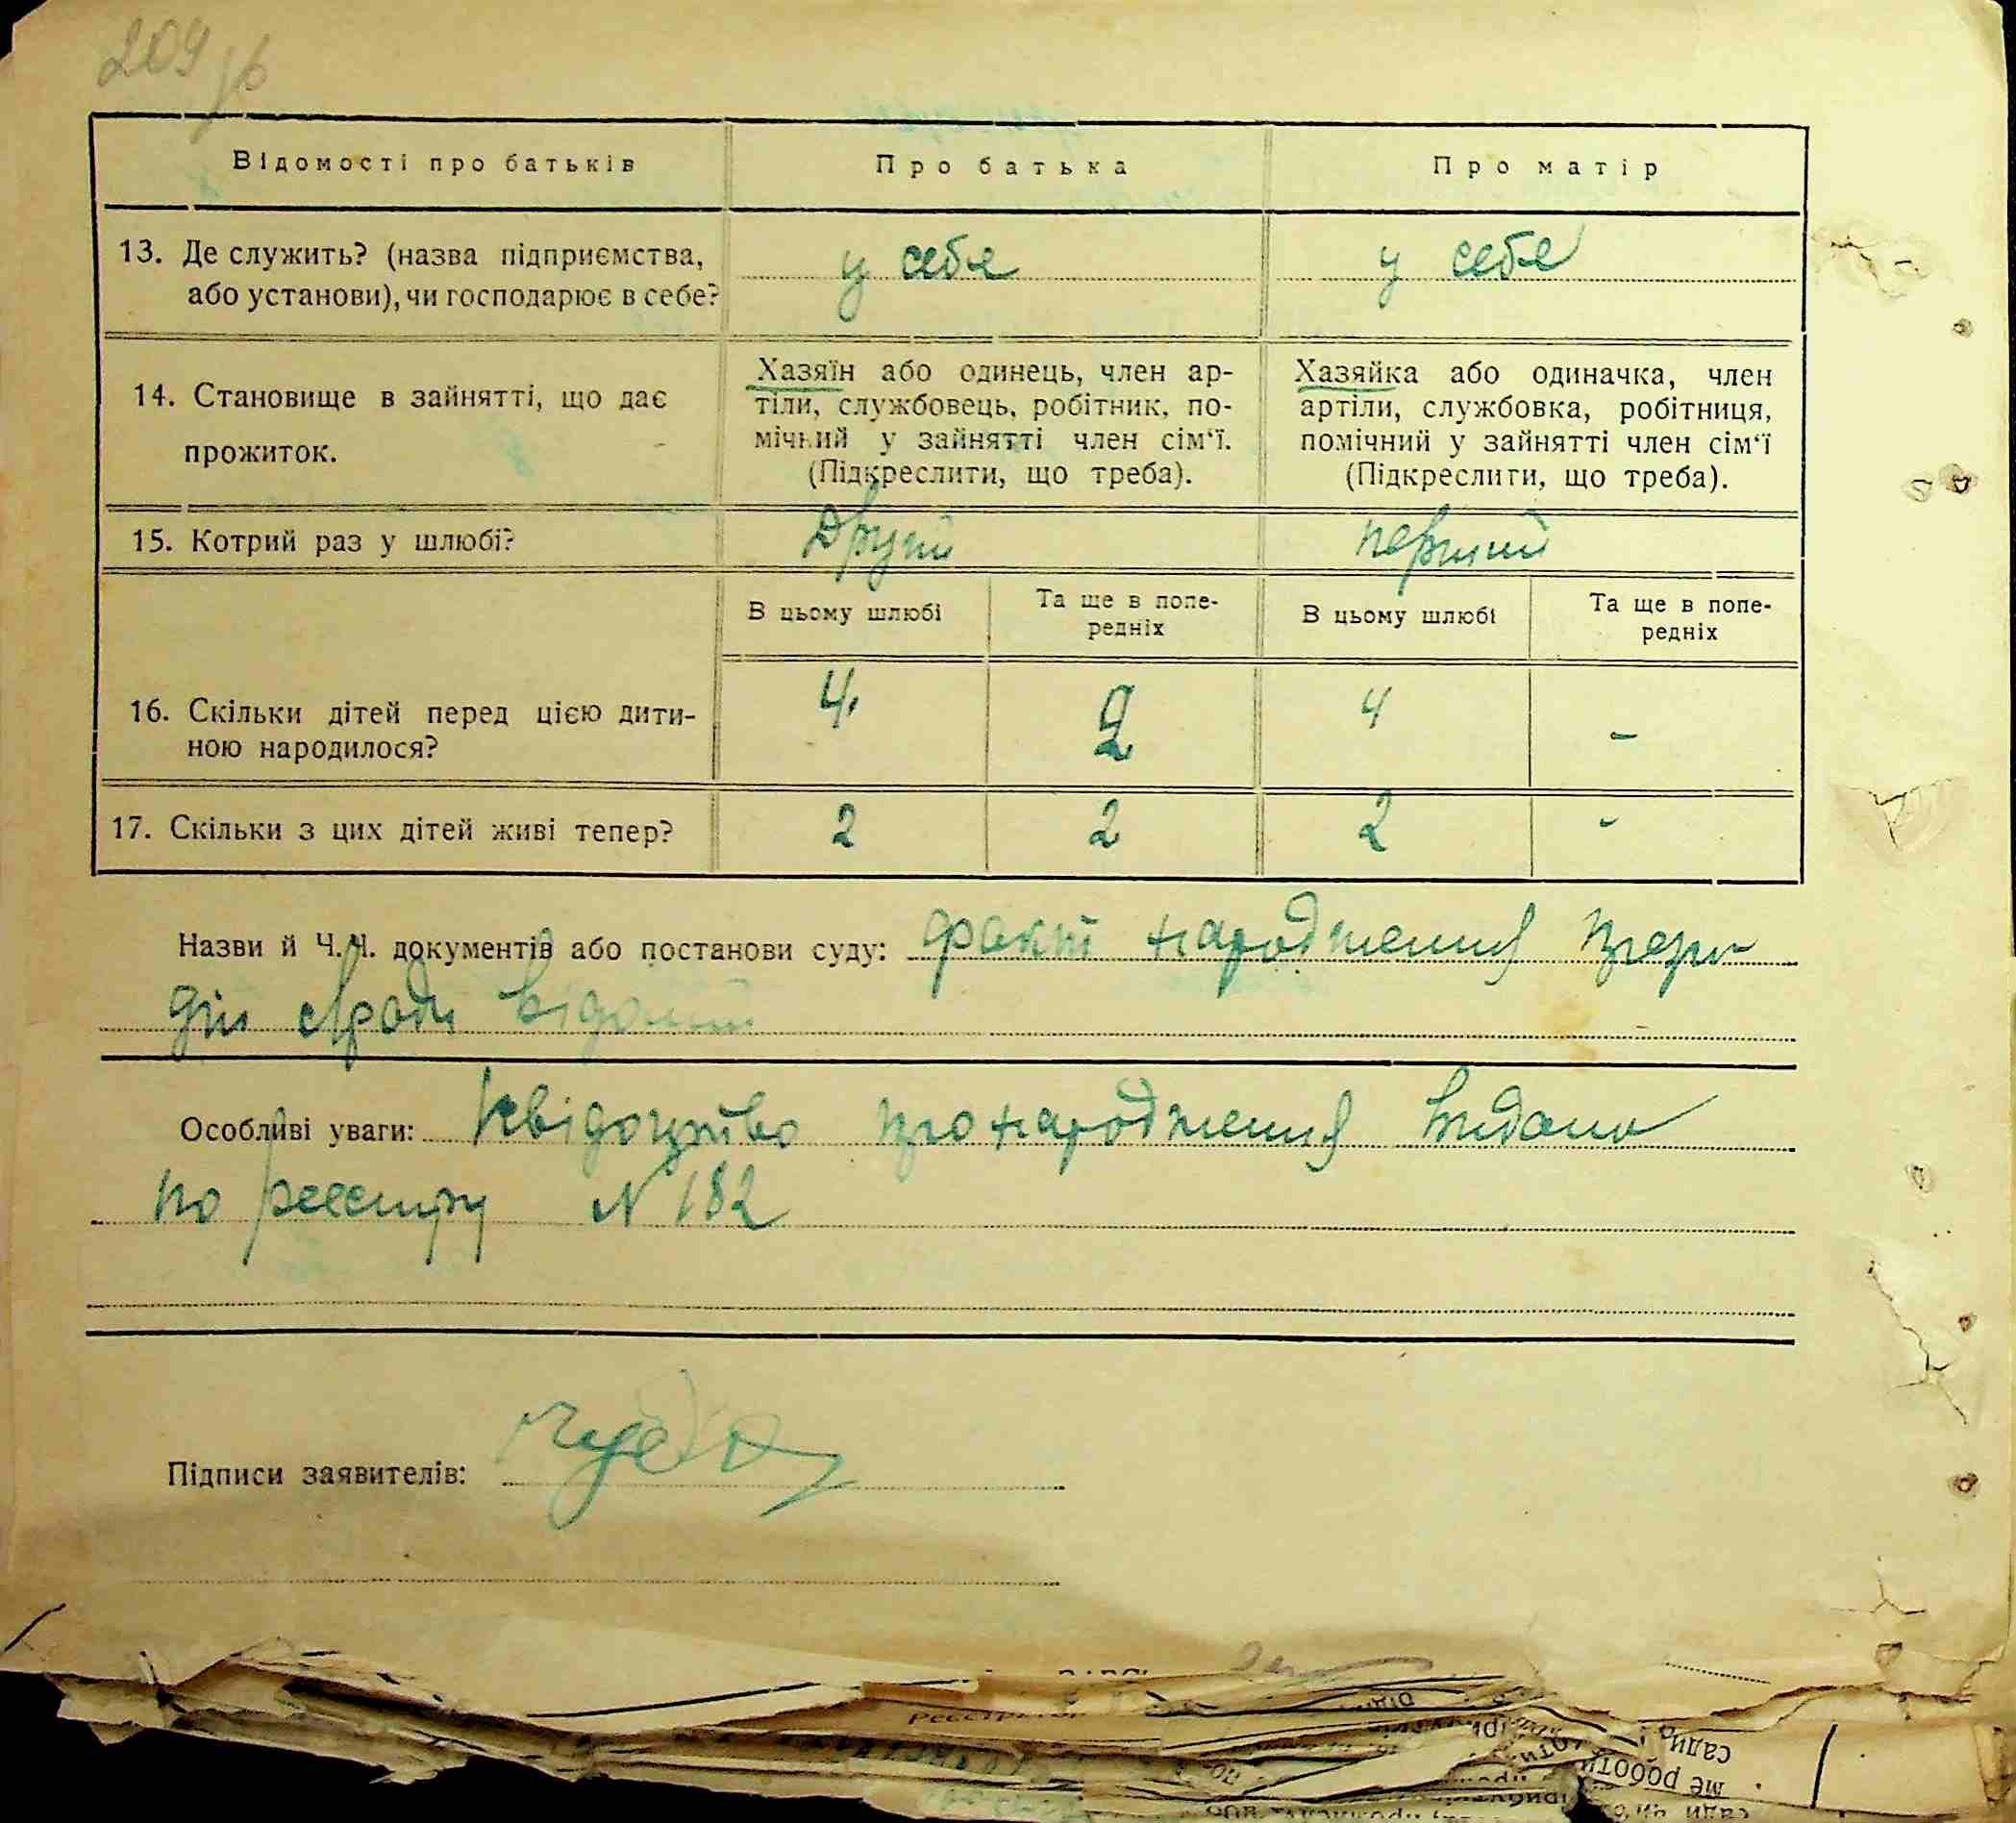 209 зв
Відомості про батьків
Про батька
Про матір
13. Де служить? (назва підприємства,
або установи), чи господарює в себе?
у себе
у себе
14. Становище в зайнятті, що дає
прожиток.
Хазяїн або одинець, член ар-
тіли, службовець, робітник, по-
мічний у зайнятті член сім‘ї.
(Підкреслити, що треба).
Хазяйка або одиначка, член
артіли, службовка, робітниця,
помічний у зайнятті член сім‘ї
(Підкреслити, що треба).
15. Котрий раз у шлюбі?
Другий
перший
В цьому шлюбі
Та ще в попе-
редніх
В цьому шлюбі
Та ще в попе-
редніх
16. Скільки дітей перед цією дити-
ною народилося?
4
2
4
-
17. Скільки з цих дітей живі тепер?
2
2
2
-
Назви й Ч.Ч. документів або постанови суду: факт народження
відомий
Особливі уваги: свідоцтво про народження видано
по реестру N 182
Підписи заявителів: